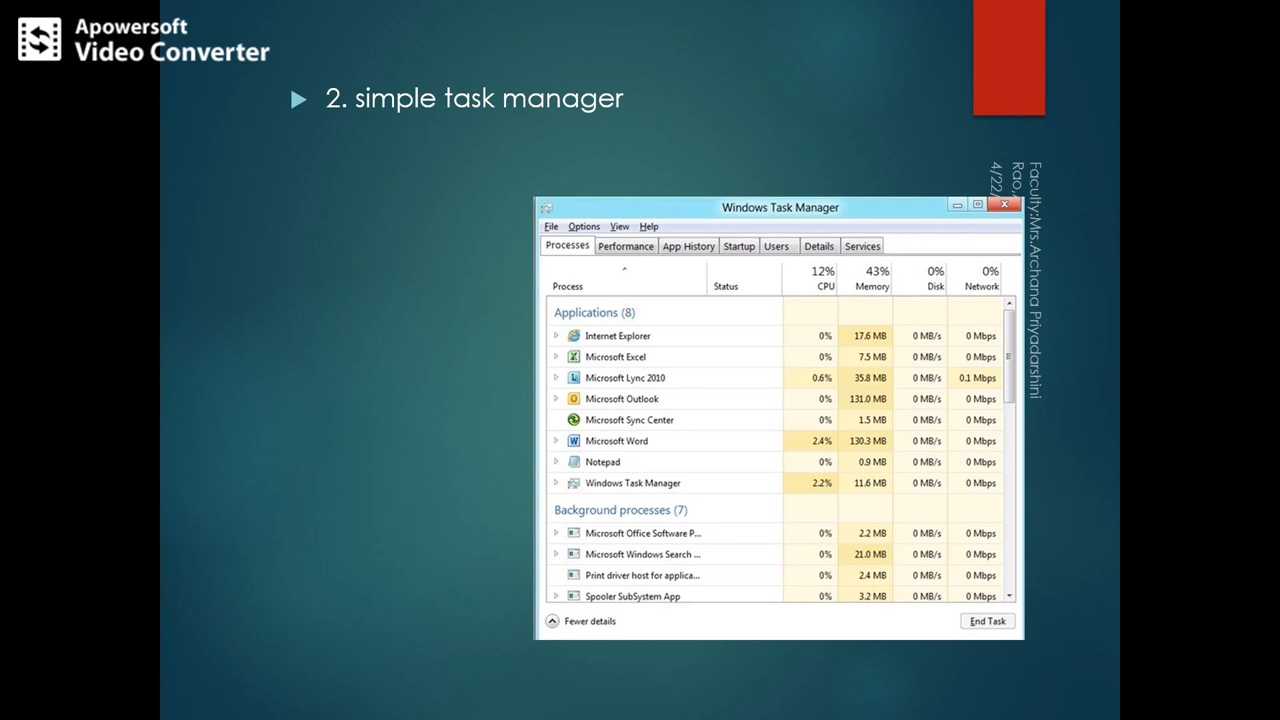 Apowersoft
Video Converter
2. simple task manager
Faculty:Mrs.Archana Priyadarshini
Rao,
4/22/
Windows Task Manager
File Options View Help
Processes Performance App History Startup Users Details Services
12% 43% 0% 0%
Process Status CPU Memory Disk Network
Applications (8)
Internet Explorer 0% 17.6 MB 0 MB/s 0 Mbps
Microsoft Excel 0% 7.5 MB 0 MB/s 0 Mbps
Microsoft Lync 2010 0.6% 35.8 MB 0 MB/s 0.1 Mbps
Microsoft Outlook 0% 131.0 MB 0 MB/s 0 Mbps
Microsoft Sync Center 0% 1.5 MB 0 MB/s 0 Mbps
Microsoft Word 2.4% 130.3 MB 0 MB/s 0 Mbps
Notepad 0% 0.9 MB 0 MB/s 0 Mbps
Windows Task Manager 2.2% 11.6 MB 0 MB/s 0 Mbps
Background processes (7)
Microsoft Office Software P... 0% 2.2 MB 0 MB/s 0 Mbps
Microsoft Windows Search ... 0% 21.0 MB 0 MB/s 0 Mbps
Print driver host for applica... 0% 2.4 MB 0 MB/s 0 Mbps
Spooler SubSystem App 0% 3.2 MB 0 MB/s 0 Mbps
Fewer details End Task